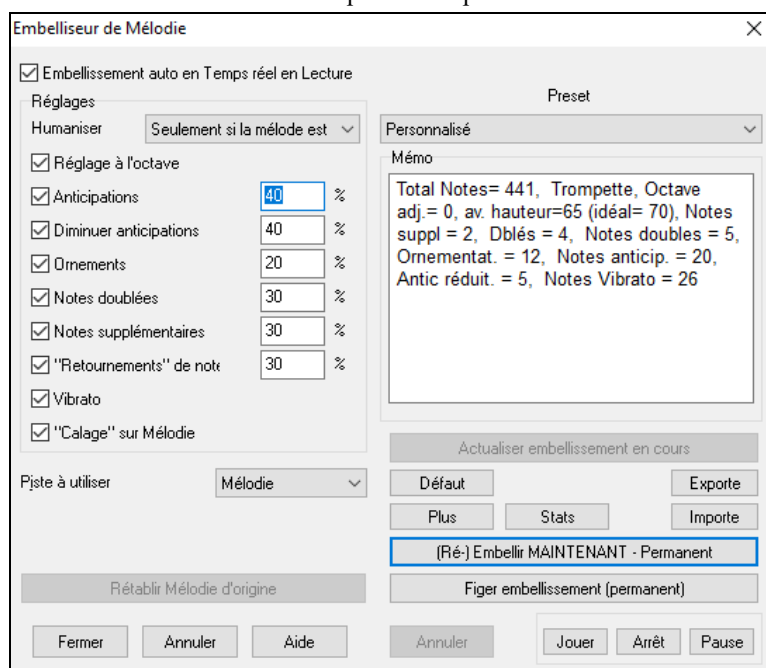 Embelliseur de Mélodie
Embellissement auto en Temps réel en Lecture
Réglages
Humaniser Seulement si la mélode est
Réglage à l'octave
Anticipations 40 %
Diminuer anticipations 40 %
Ornements 20 %
Notes doublées 30 %
Notes supplémentaires 30 %
"Retournements" de note 30 %
Vibrato
"Calage" sur Mélodie
Piste à utiliser Mélodie
Rétablir Mélodie d'origine
Fermer Annuler Aide
Preset
Personnalisé
Mémo
Total Notes= 441, Trompette, Octave
adj.= 0, av. hauteur=65 (idéal= 70), Notes
suppl = 2, Dblés = 4, Notes doubles = 5,
Ornementat. = 12, Notes anticip. = 20,
Antic réduit. = 5, Notes Vibrato = 26
Actualiser embellissement en cours
Défaut Exporte
Plus Stats Importe
(Ré-) Embellir MAINTENANT - Permanent
Figer embellissement (permanent)
Annuler Jouer Arrêt Pause